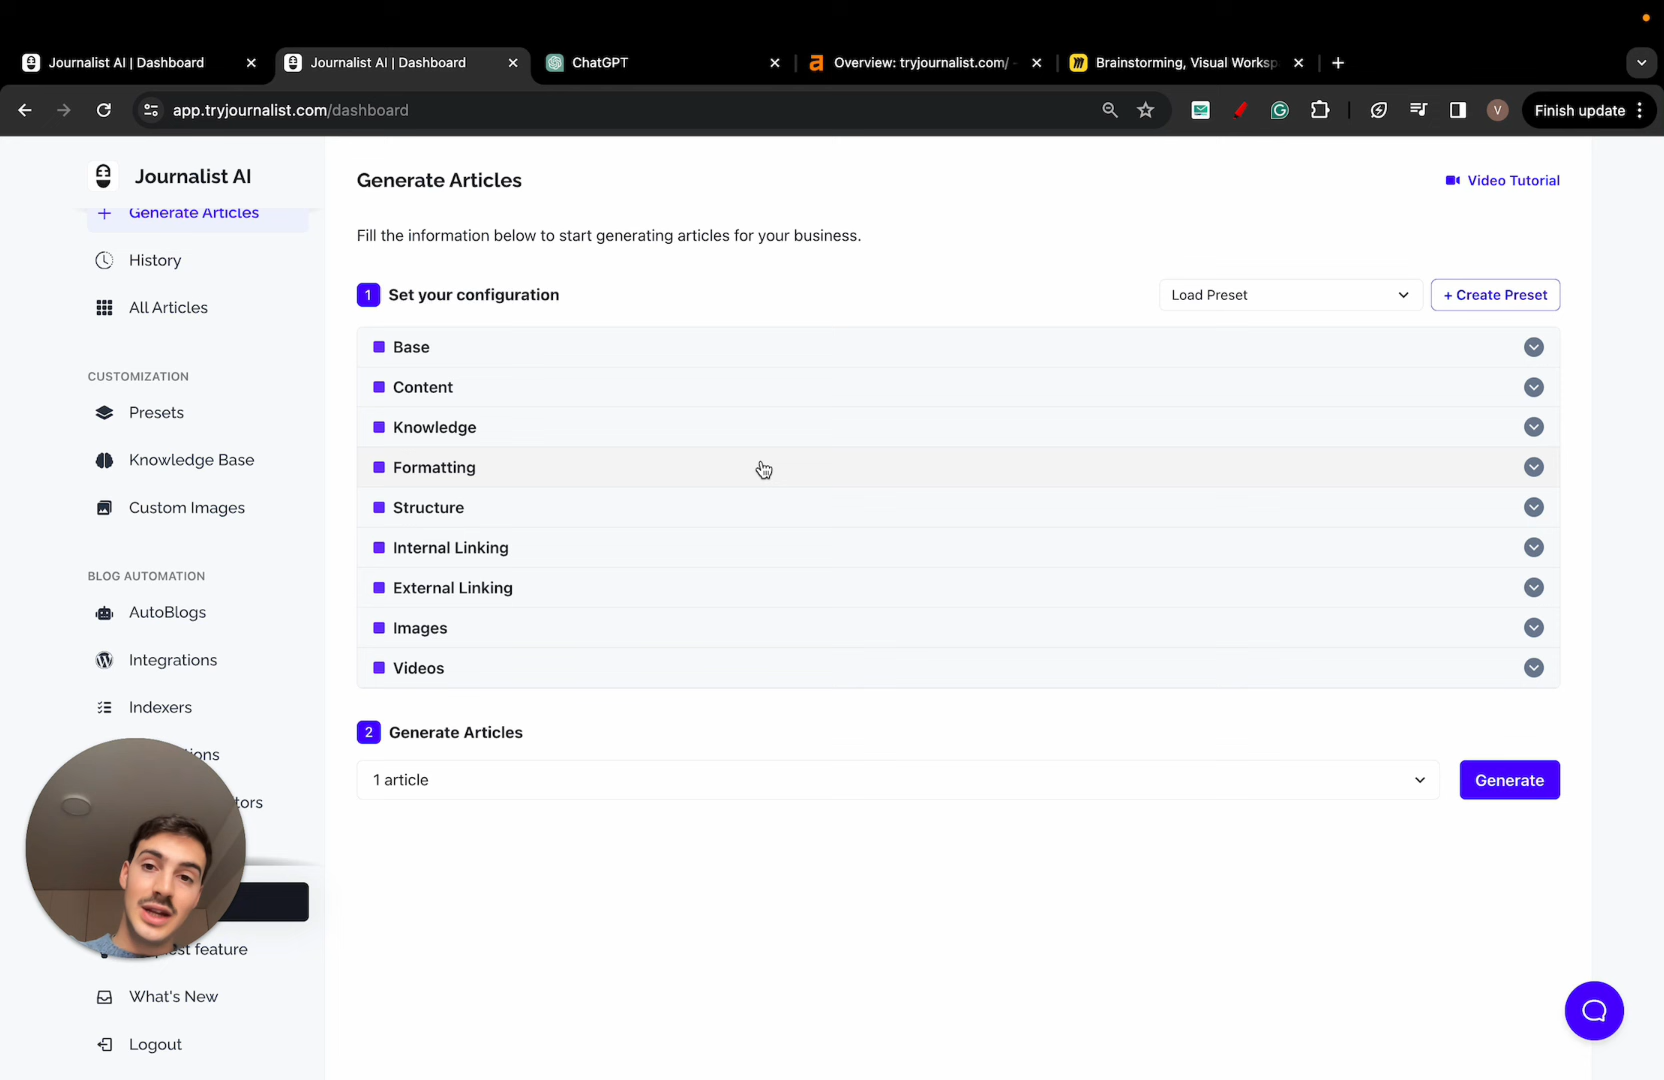 Journalist AI | Dashboard
Journalist AI | Dashboard
ChatGPT
Overview: tryjournalist.com/
Brainstorming, Visual Worksp
app.tryjournalist.com/dashboard
V
Finish update
Journalist AI
Generate Articles
History
All Articles
CUSTOMIZATION
Presets
Knowledge Base
Custom Images
BLOG AUTOMATION
AutoBlogs
Integrations
Indexers
What's New
Logout
Generate Articles
Video Tutorial
Fill the information below to start generating articles for your business.
1 Set your configuration
Load Preset
+ Create Preset
Base
Content
Knowledge
Formatting
Structure
Internal Linking
External Linking
Images
Videos
2 Generate Articles
1 article
Generate
feature